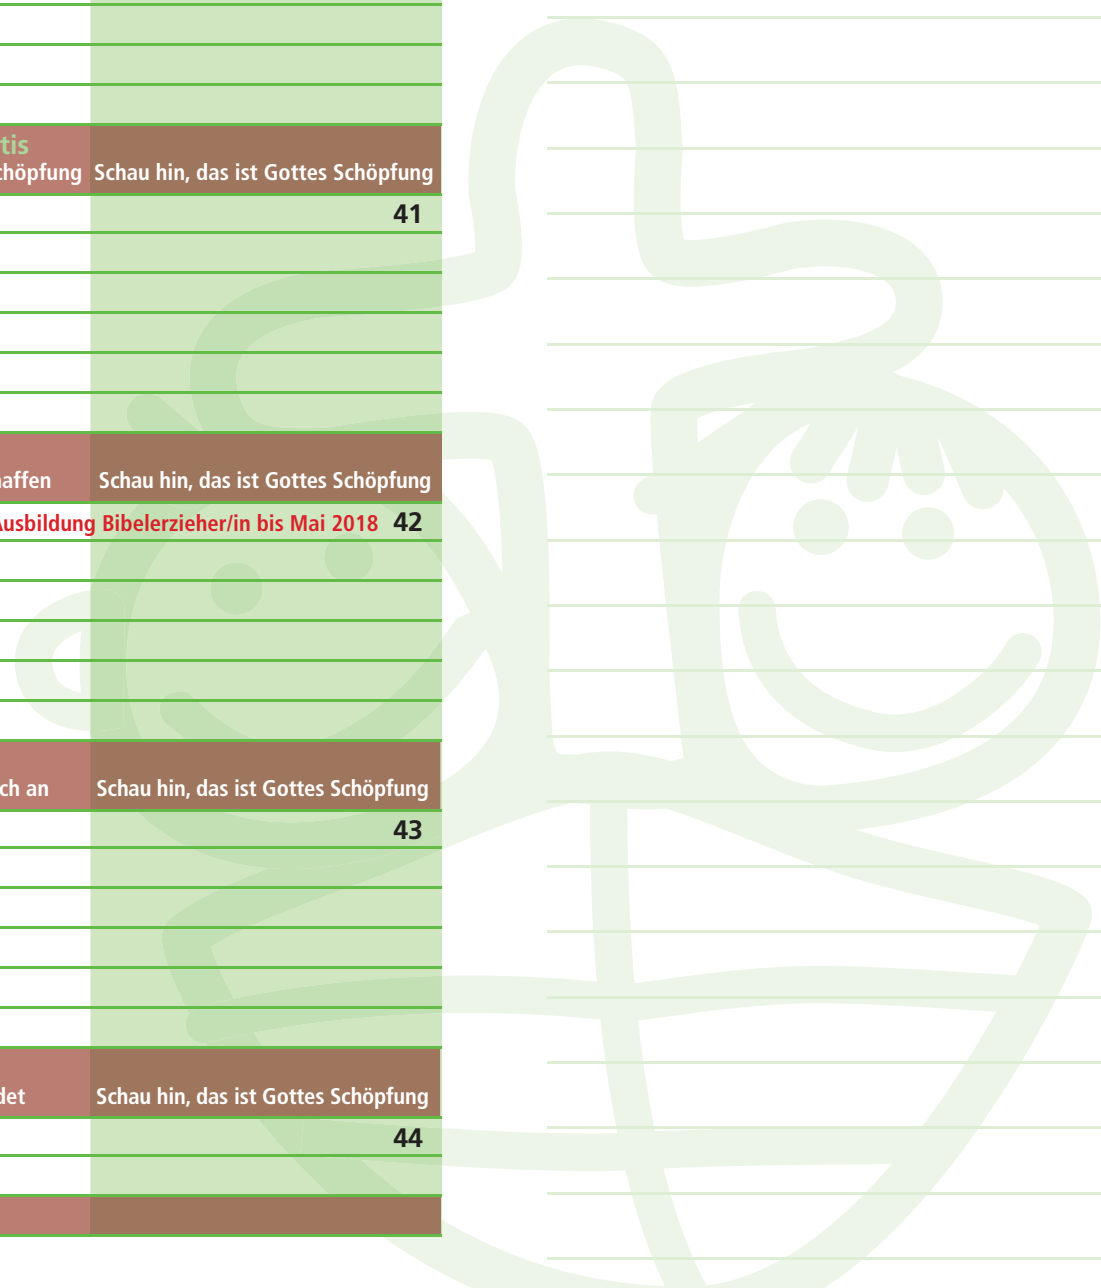 tis
chöpfung Schau hin, das ist Gottes Schöpfung
41
affen Schau hin, das ist Gottes Schöpfung
Ausbildung Bibelerzieher/in bis Mai 2018 42
ch an Schau hin, das ist Gottes Schöpfung
43
det Schau hin, das ist Gottes Schöpfung
44